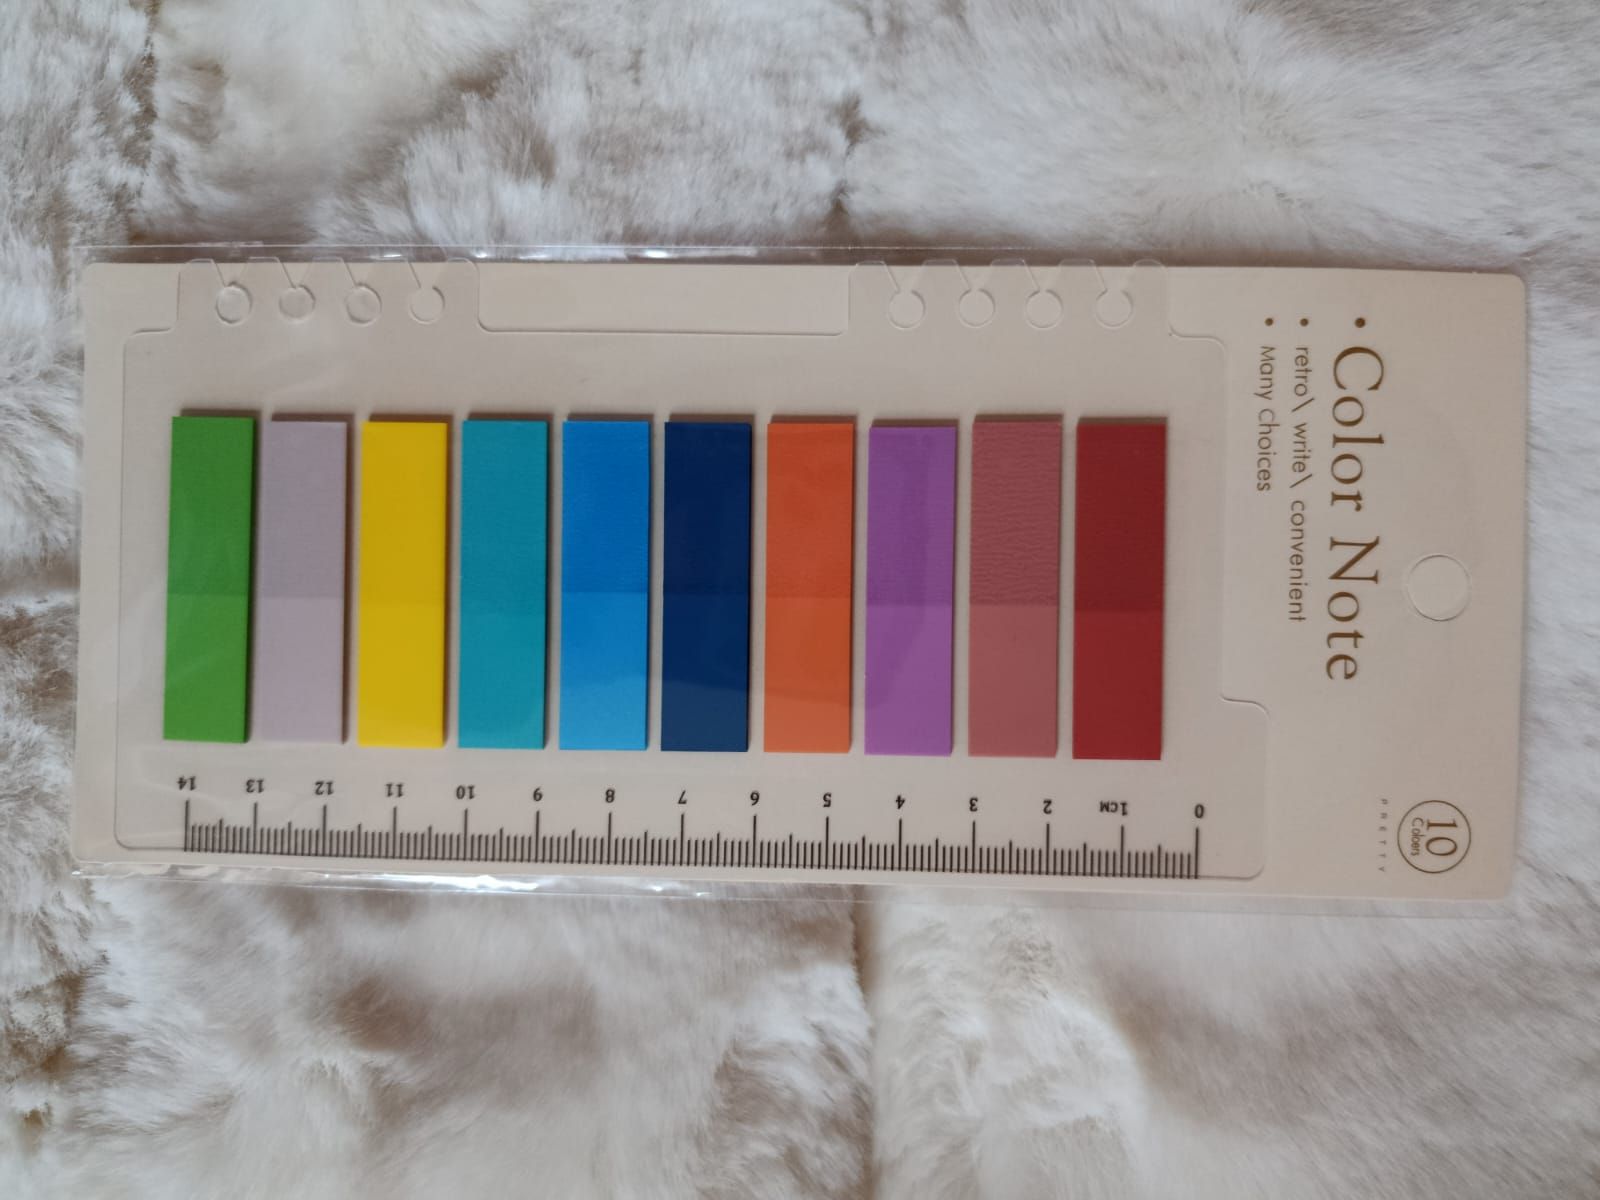 10
Coloers
PRETTY
• Color Note
• retro\ write\ convenient
• Many Choices
0
1CM
2
3
4
5
6
7
8
9
10
11
12
13
14